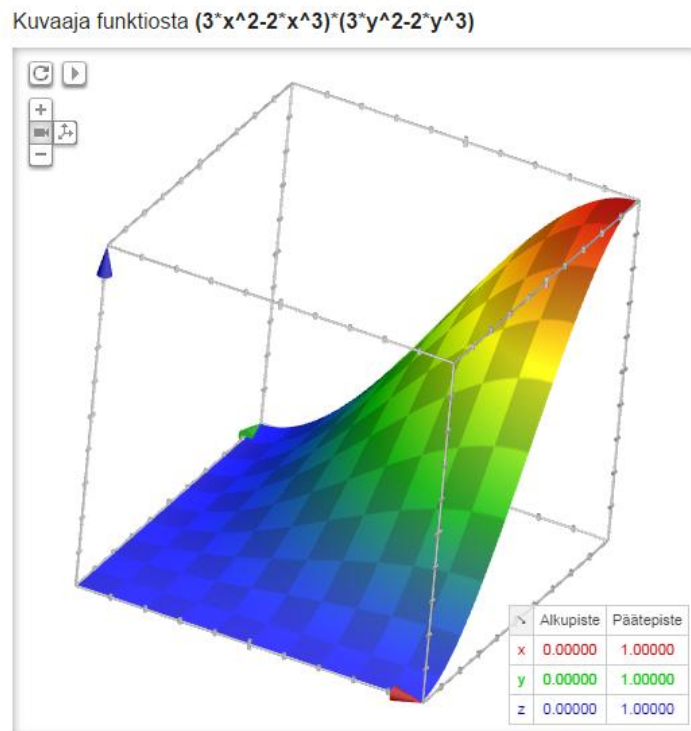 Kuvaaja funktiosta (3*x^2-2*x^3)*(3*y^2-2*y^3)
Alkupiste Päätepiste
x 0.00000 1.00000
y 0.00000 1.00000
z 0.00000 1.00000